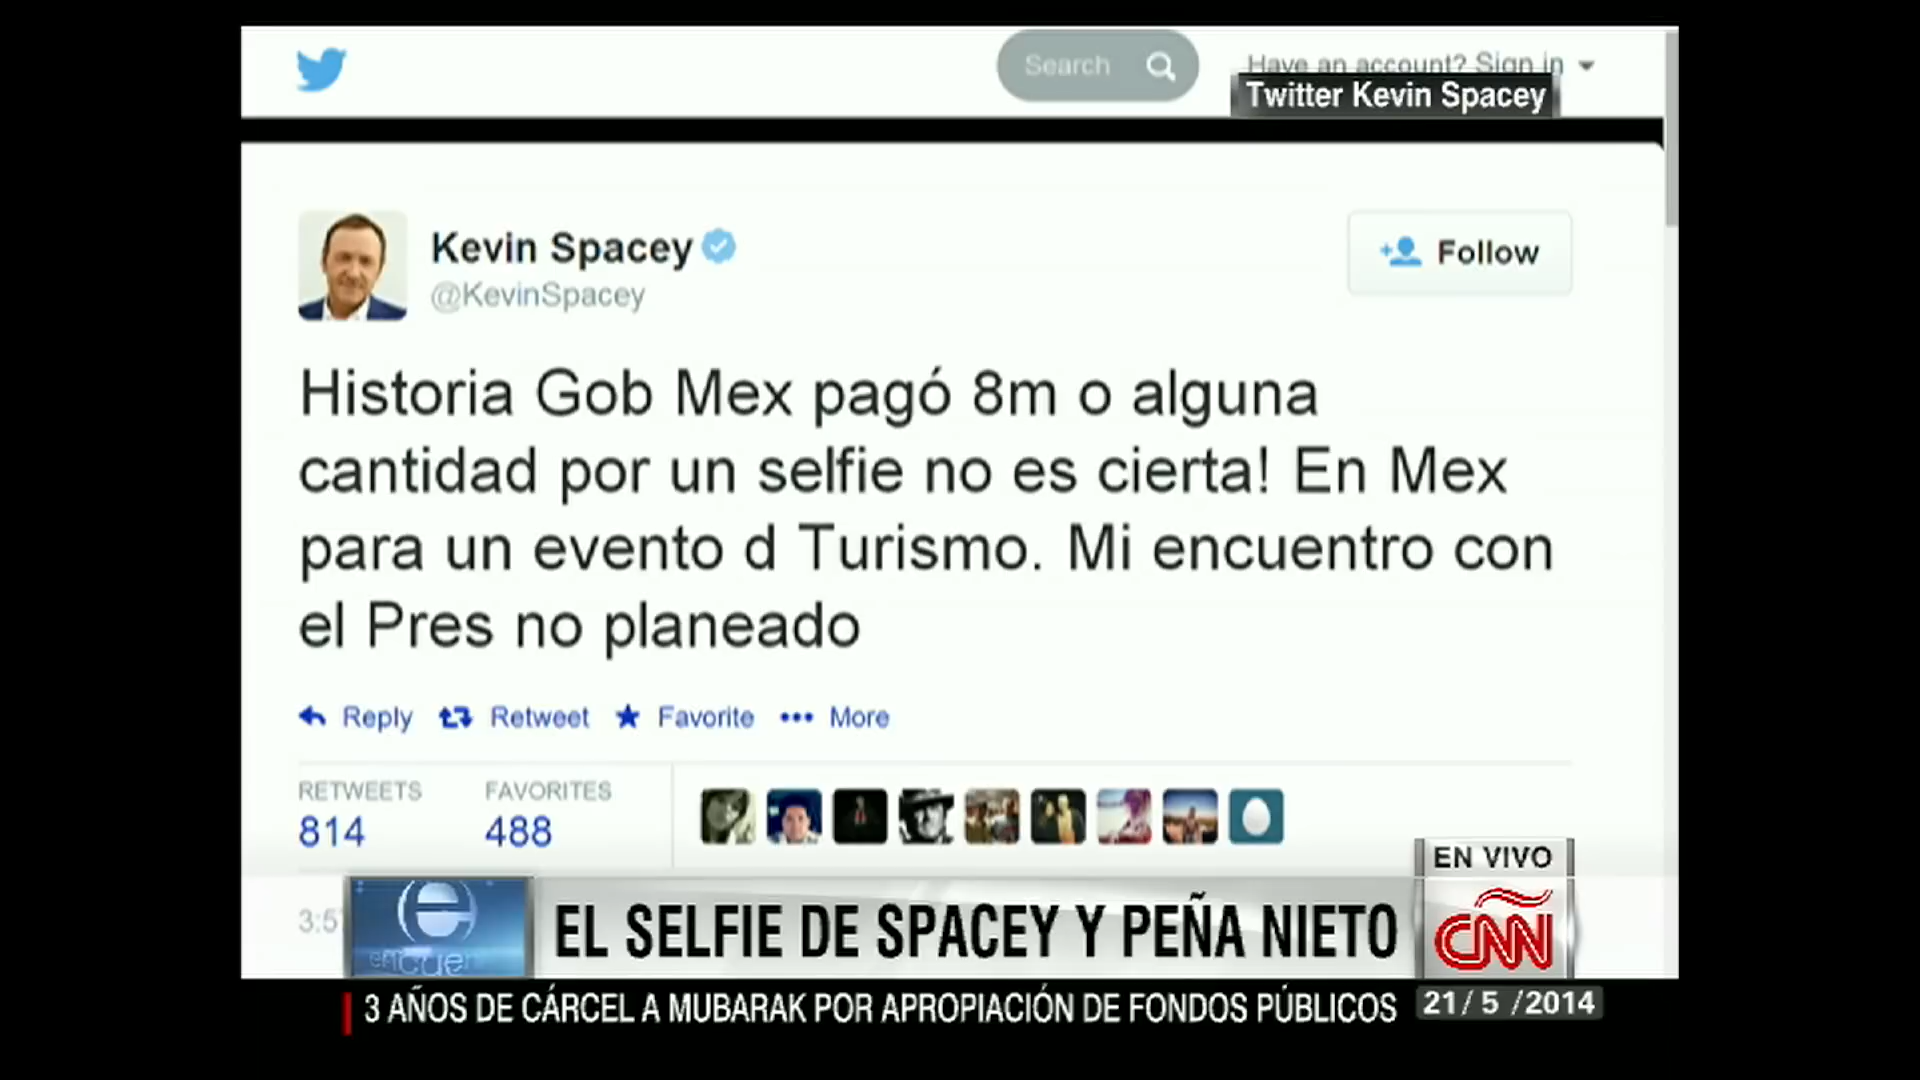 Search
Have an account? Sign in
Twitter Kevin Spacey
Kevin Spacey
@KevinSpacey
Follow
Historia Gob Mex pagó 8m o alguna
cantidad por un selfie no es cierta! En Mex
para un evento d Turismo. Mi encuentro con
el Pres no planeado
Reply Retweet Favorite More
RETWEETS FAVORITES
814 488
EN VIVO
3:5
EL SELFIE DE SPACEY Y PEÑA NIETO
CNN
3 AÑOS DE CÁRCEL A MUBARAK POR APROPIACIÓN DE FONDOS PÚBLICOS
21/ 5 /2014